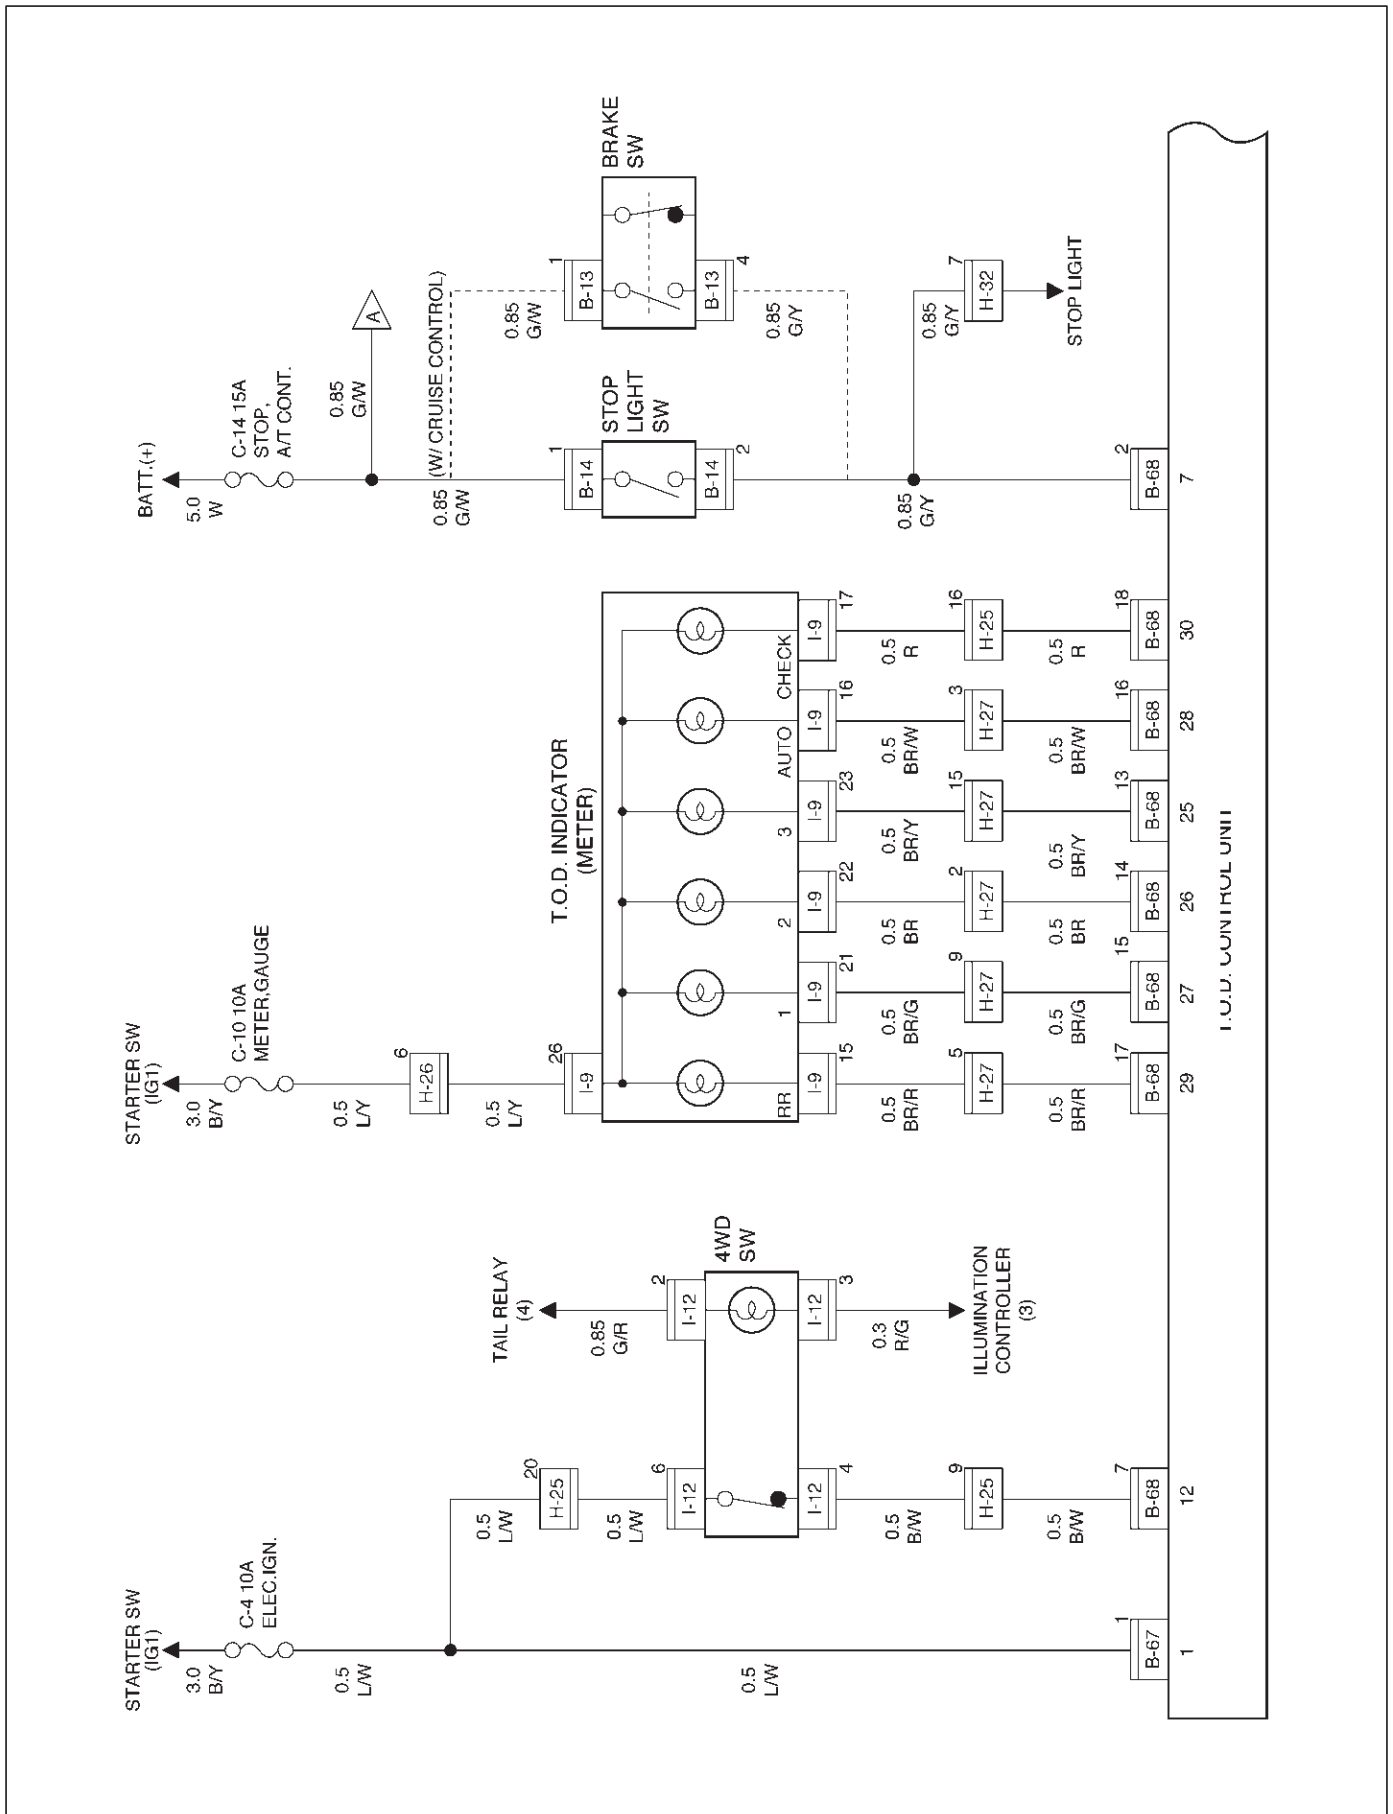 STARTER SW
(IG1)
3.0
B/Y
C-4 10A
ELEC.IGN.
0.5
L/W
0.5
L/W
20
H-25
0.5
L/W
0.5
L/W
1
B-67
1
TAIL RELAY
(4)
0.85
G/R
6
I-12
2
I-12
4WD
SW
I-12
4
I-12
3
0.5
B/W
9
H-25
0.5
B/W
0.3
R/G
ILLUMINATION
CONTROLLER
(3)
7
B-68
12
STARTER SW
(IG1)
3.0
B/Y
C-10 10A
METER,GAUGE
0.5
L/Y
6
H-26
0.5
L/Y
26
I-9
T.O.D. INDICATOR
(METER)
RR
1
2
3
AUTO
CHECK
I-9
15
I-9
21
I-9
22
I-9
23
I-9
16
I-9
17
0.5
BR/R
0.5
BR/G
0.5
BR
0.5
BR/Y
0.5
BR/W
0.5
R
5
H-27
9
H-27
2
H-27
15
H-27
3
H-27
16
H-25
0.5
BR/R
0.5
BR/G
0.5
BR
0.5
BR/Y
0.5
BR/W
0.5
R
17
B-68
15
B-68
14
B-68
13
B-68
16
B-68
18
B-68
29
27
26
25
28
30
BATT.(+)
5.0
W
C-14 15A
STOP,
A/T CONT.
0.85
G/W
A
(W/ CRUISE CONTROL)
0.85
G/W
0.85
G/W
1
B-14
STOP
LIGHT
SW
B-14
2
1
B-13
BRAKE
SW
B-13
4
0.85
G/Y
0.85
G/Y
0.85
G/Y
7
H-32
STOP LIGHT
2
B-68
7
T.O.D. CONTROL UNIT